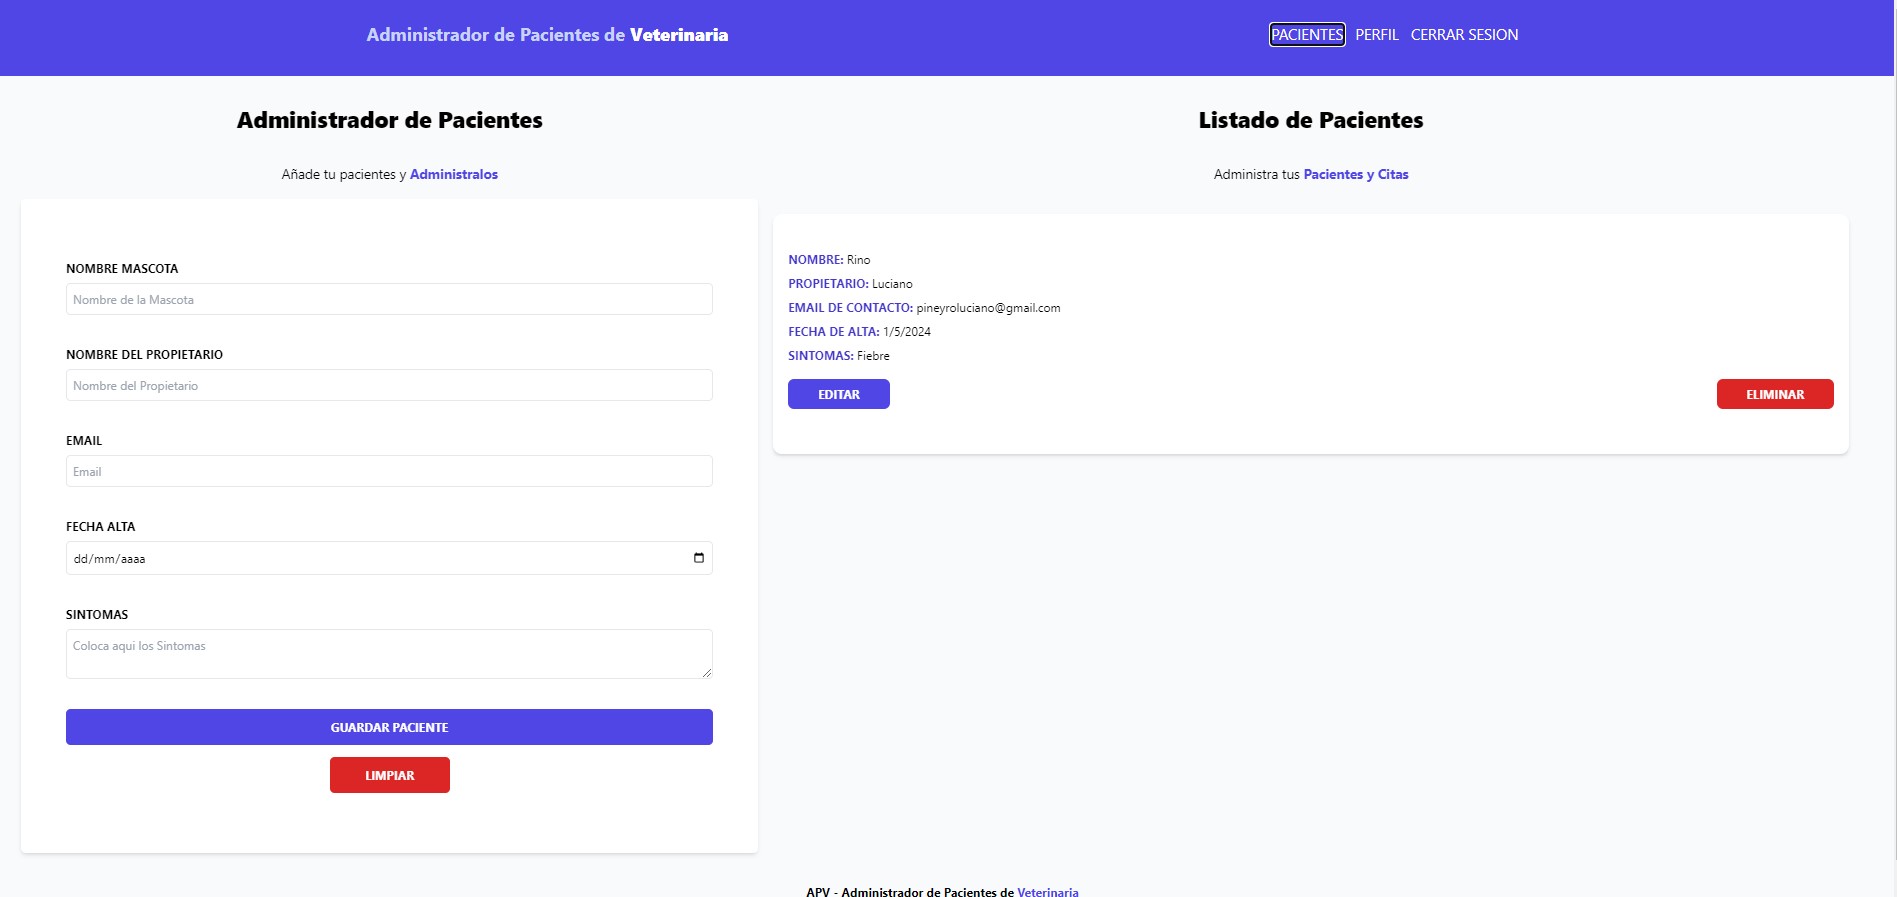 Administrador de Pacientes de Veterinaria
PACIENTES PERFIL CERRAR SESION
Administrador de Pacientes
Añade tu pacientes y Administralos
NOMBRE MASCOTA
Nombre de la Mascota
NOMBRE DEL PROPIETARIO
Nombre del Propietario
EMAIL
Email
FECHA ALTA
dd/mm/aaaa
SINTOMAS
Coloca aqui los Sintomas
GUARDAR PACIENTE
LIMPIAR
Listado de Pacientes
Administra tus Pacientes y Citas
NOMBRE: Rino
PROPIETARIO: Luciano
EMAIL DE CONTACTO: pineyroluciano@gmail.com
FECHA DE ALTA: 1/5/2024
SINTOMAS: Fiebre
EDITAR
ELIMINAR
APV - Administrador de Pacientes de Veterinaria